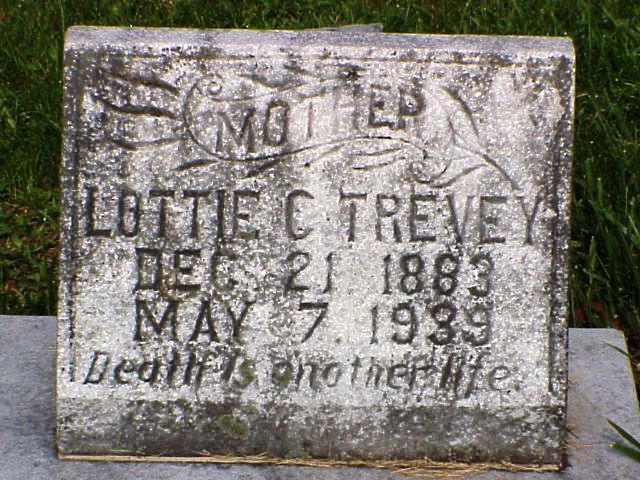 MOTHER
LOTTIE C TREVEY
DEC. 21. 1883
MAY 7. 1939
Death is another life.